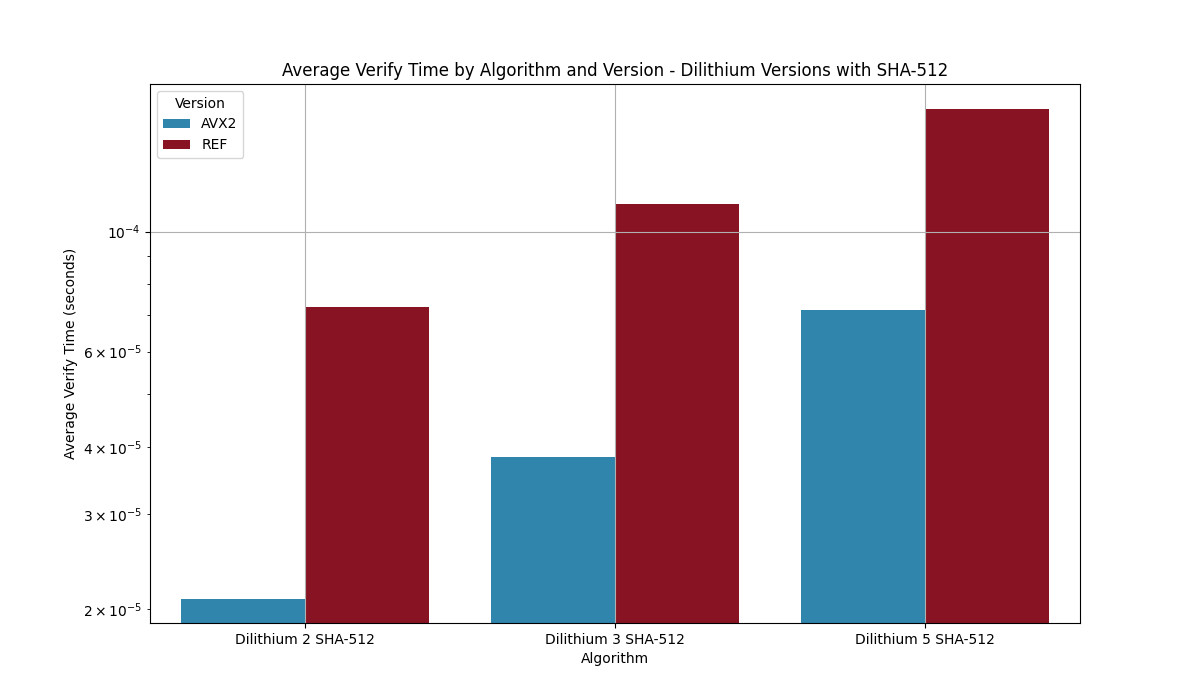 Average Verify Time by Algorithm and Version - Dilithium Versions with SHA-512
Version
AVX2
REF
Average Verify Time (seconds)
10⁻⁴
6 × 10⁻⁵
4 × 10⁻⁵
3 × 10⁻⁵
2 × 10⁻⁵
Dilithium 2 SHA-512 Dilithium 3 SHA-512 Dilithium 5 SHA-512
Algorithm